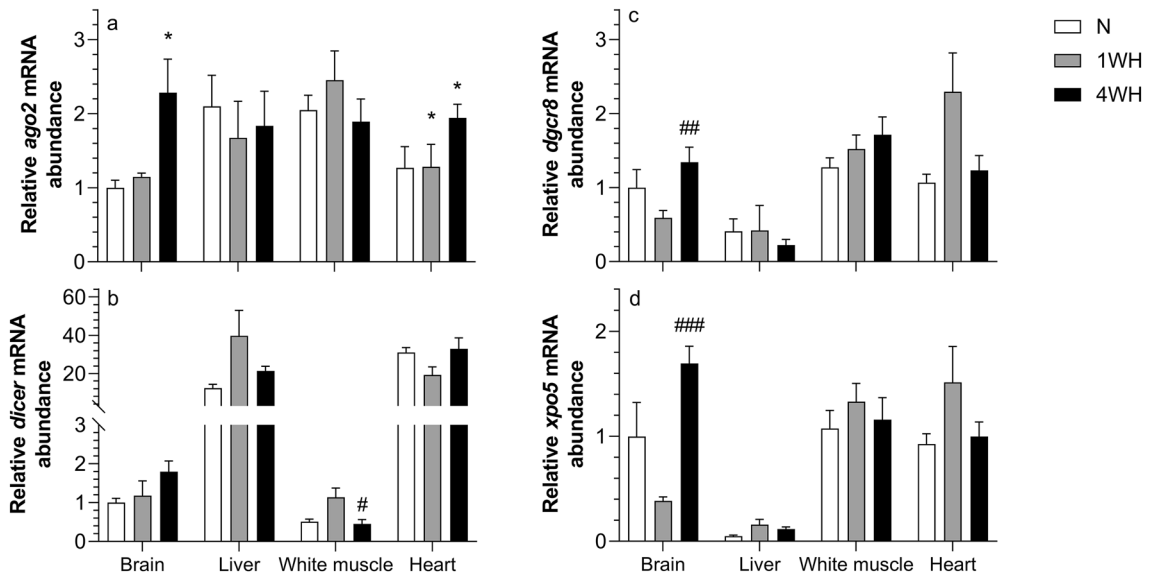 a
Relative ago2 mRNA
abundance
3
2
1
0
*
*
*
c
Relative dgcr8 mRNA
abundance
3
2
1
0
##
N
1WH
4WH
b
Relative dicer mRNA
abundance
60
40
20
3
2
1
0
#
Brain
Liver
White muscle
Heart
d
Relative xpo5 mRNA
abundance
2
1
0
###
Brain
Liver
White muscle
Heart